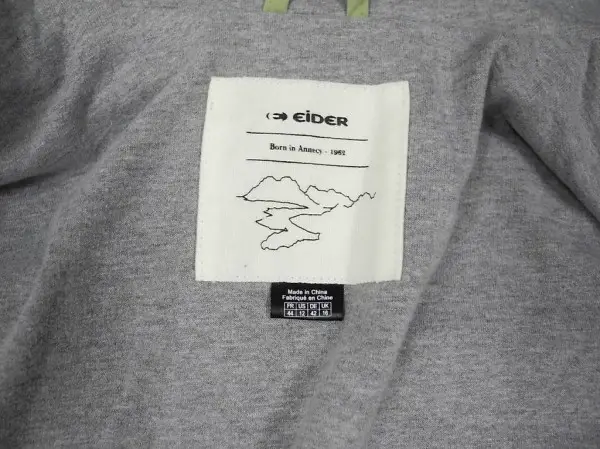 EiDER
Born in Annecy - 1962
Made in China
Fabriqué en Chine
FR US DE UK
44 12 42 16